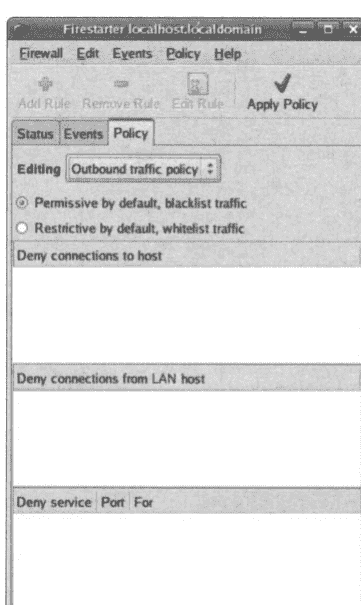 Firestarter localhost.localdomain
Firewall Edit Events Policy Help
Add Rule Remove Rule Edit Rule Apply Policy
Status Events Policy
Editing Outbound traffic policy
Permissive by default, blacklist traffic
Restrictive by default, whitelist traffic
Deny connections to host
Deny connections from LAN host
Deny service Port For